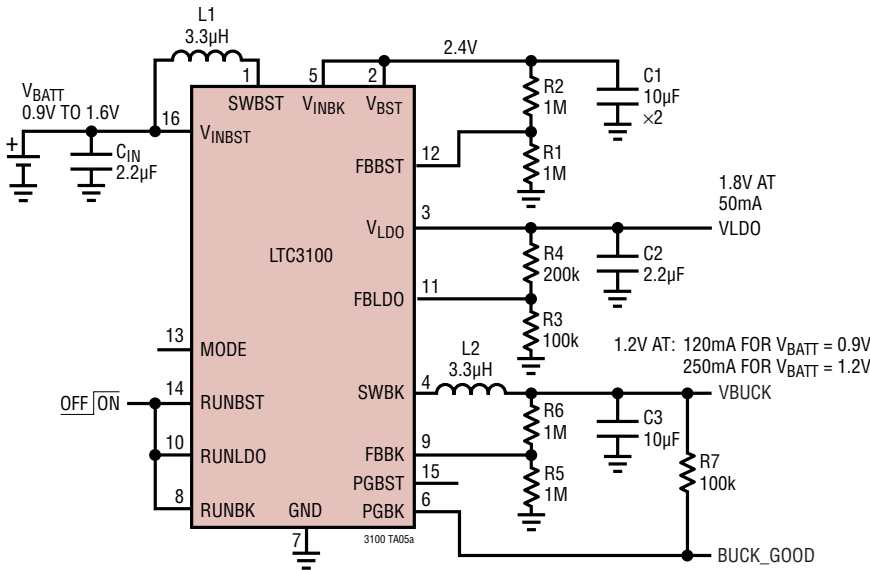 L1
3.3µH
2.4V
1
5
2
R2
1M
C1
10µF
×2
V_BATT
0.9V TO 1.6V
SWBST
V_INBK
V_BST
16
V_INBST
+
C_IN
2.2µF
FBBST
12
R1
1M
1.8V AT
50mA
V_LDO
3
VLDO
LTC3100
R4
200k
C2
2.2µF
FBLDO
11
R3
100k
13
MODE
L2
3.3µH
1.2V AT: 120mA FOR V_BATT = 0.9V
250mA FOR V_BATT = 1.2V
OFF ON
14
RUNBST
SWBK
4
VBUCK
R6
1M
C3
10µF
10
RUNLDO
FBBK
9
R7
100k
PGBST
15
R5
1M
8
RUNBK
GND
PGBK
6
7
3100 TA05a
BUCK_GOOD